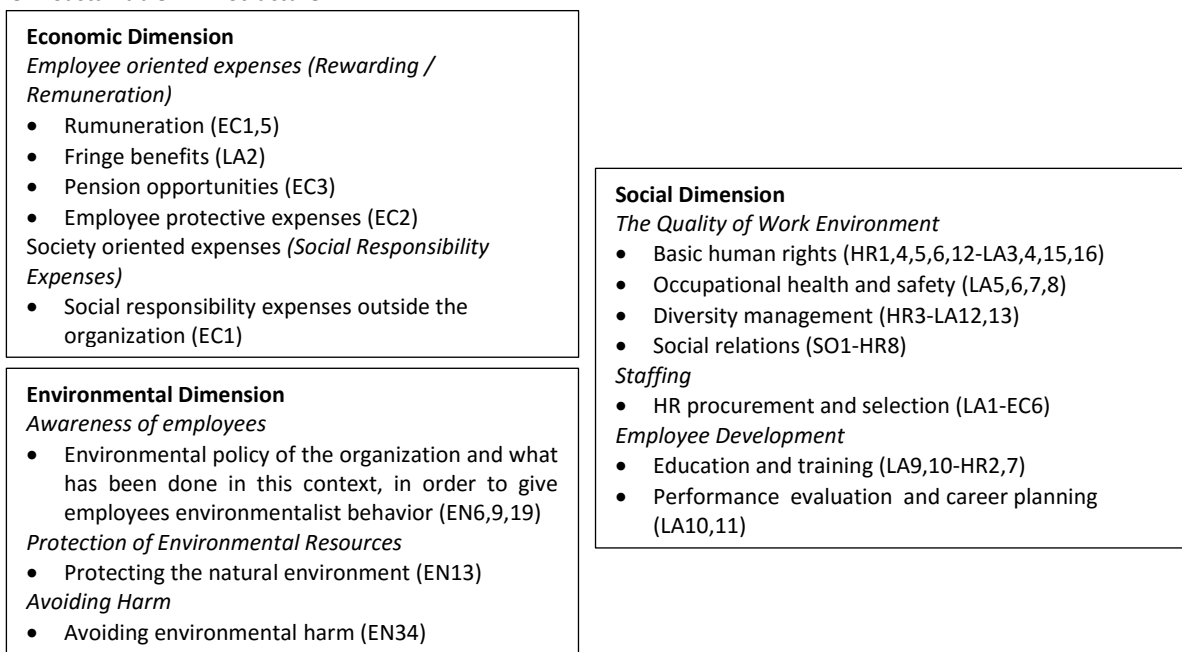 Economic Dimension
Employee oriented expenses (Rewarding /
Remuneration)
• Rumuneration (EC1,5)
• Fringe benefits (LA2)
• Pension opportunities (EC3)
• Employee protective expenses (EC2)
Society oriented expenses (Social Responsibility
Expenses)
• Social responsibility expenses outside the
organization (EC1)
Environmental Dimension
Awareness of employees
• Environmental policy of the organization and what
has been done in this context, in order to give
employees environmentalist behavior (EN6,9,19)
Protection of Environmental Resources
• Protecting the natural environment (EN13)
Avoiding Harm
• Avoiding environmental harm (EN34)
Social Dimension
The Quality of Work Environment
• Basic human rights (HR1,4,5,6,12-LA3,4,15,16)
• Occupational health and safety (LA5,6,7,8)
• Diversity management (HR3-LA12,13)
• Social relations (SO1-HR8)
Staffing
• HR procurement and selection (LA1-EC6)
Employee Development
• Education and training (LA9,10-HR2,7)
• Performance evaluation and career planning
(LA10,11)